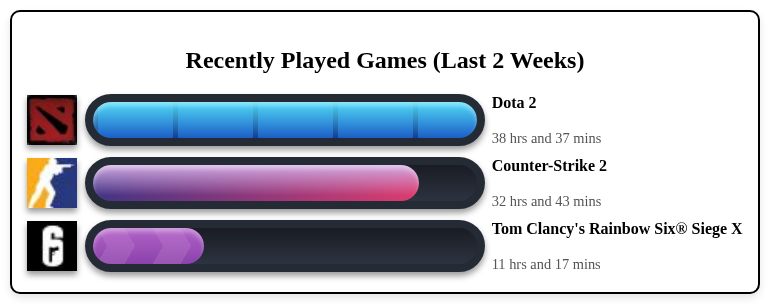 Recently Played Games (Last 2 Weeks)
Dota 2
38 hrs and 37 mins
Counter-Strike 2
32 hrs and 43 mins
Tom Clancy's Rainbow Six® Siege X
11 hrs and 17 mins